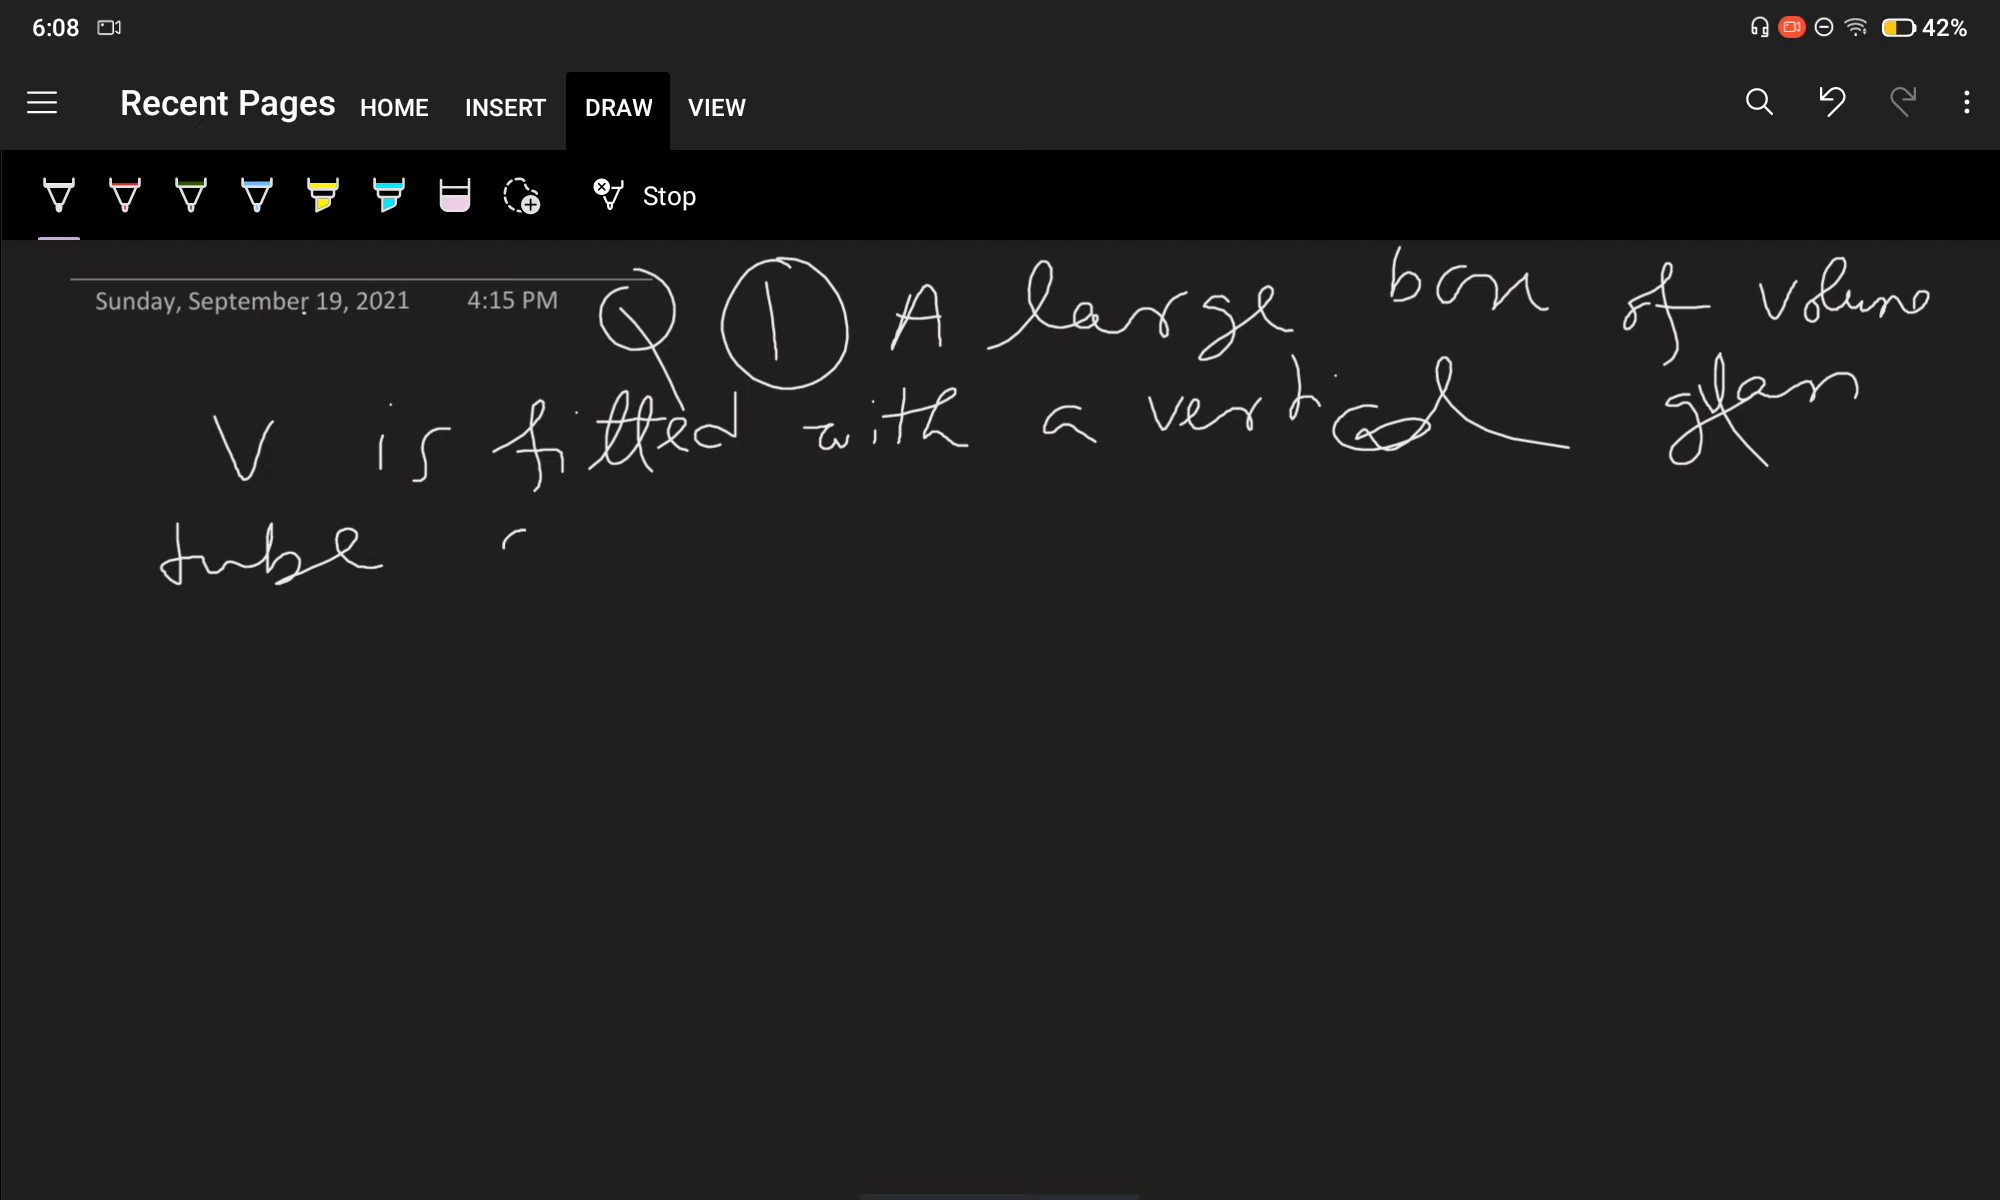 6:08 42%
Recent Pages HOME INSERT DRAW VIEW
Stop
Sunday, September 19, 2021 4:15 PM
Q 1 A large box of volume
V is fitted with a vertical glass
tube